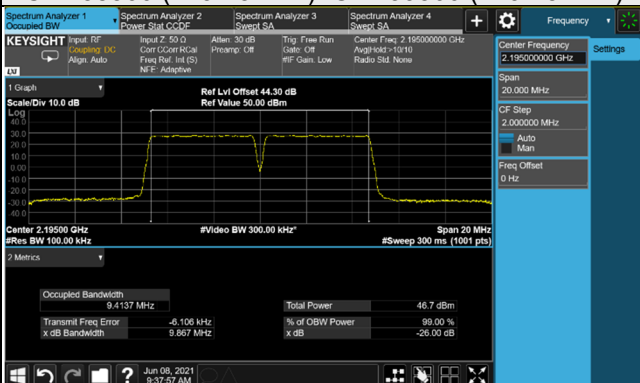 Spectrum Analyzer 1
Occupied BW
Spectrum Analyzer 2
Power Stat CCDF
Spectrum Analyzer 3
Swept SA
Spectrum Analyzer 4
Swept SA
+
Frequency
KEYSIGHT
Input: RF
Coupling: DC
Align: Auto
Input Z: 50 Ω
Corr CCorr RCal
Freq Ref: Int (S)
NFE: Adaptive
Atten: 30 dB
Preamp: Off
Trig: Free Run
Gate: Off
#IF Gain: Low
Center Freq: 2.195000000 GHz
Avg|Hold:>10/10
Radio Std: None
LXI
Center Frequency
2.195000000 GHz
Settings
Span
20.000 MHz
CF Step
2.000000 MHz
Auto
Man
Freq Offset
0 Hz
1 Graph
Scale/Div 10.0 dB
Ref Lvl Offset 44.30 dB
Ref Value 50.00 dBm
Log
40.0
30.0
20.0
10.0
0.00
-10.0
-20.0
-30.0
-40.0
Center 2.19500 GHz
#Res BW 100.00 kHz
#Video BW 300.00 kHz*
Span 20 MHz
#Sweep 300 ms (1001 pts)
2 Metrics
Occupied Bandwidth
9.4137 MHz
Transmit Freq Error
-6.106 kHz
x dB Bandwidth
9.867 MHz
Total Power
46.7 dBm
% of OBW Power
99.00 %
x dB
-26.00 dB
?
Jun 08, 2021
9:37:57 AM